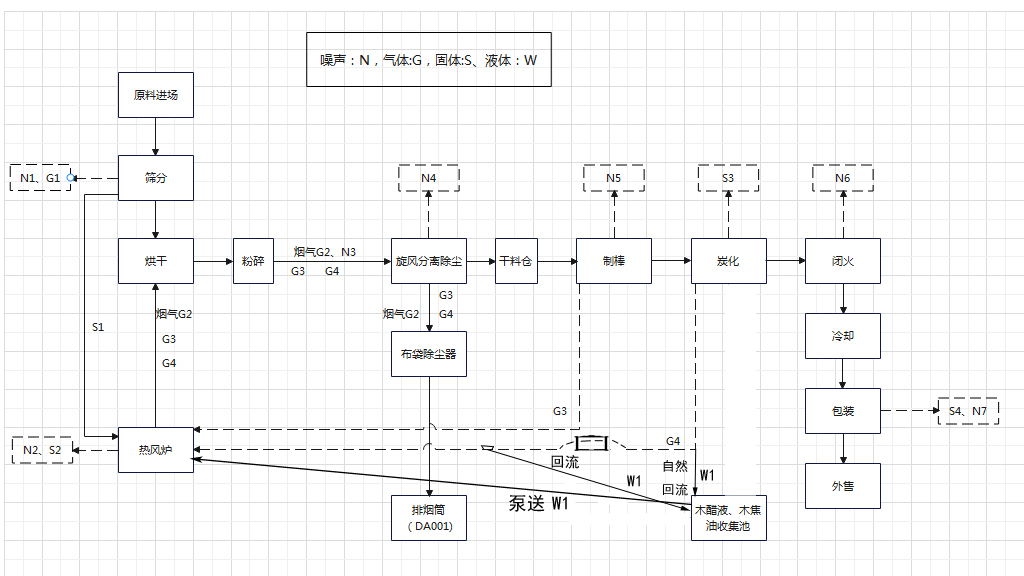 噪声：N，气体:G，固体:S、液体：W
原料进场
N1、G1
筛分
N4
N5
S3
N6
烘干
粉碎
烟气G2、N3
G3
G4
旋风分离除尘
干料仓
制棒
炭化
闭火
烟气G2
G3
G4
烟气G2
G3
G4
S1
布袋除尘器
冷却
包装
S4、N7
G3
N2、S2
热风炉
G4
回流
自然
回流
W1
W1
泵送 W1
外售
排烟筒
（DA001）
木醋液、木焦
油收集池